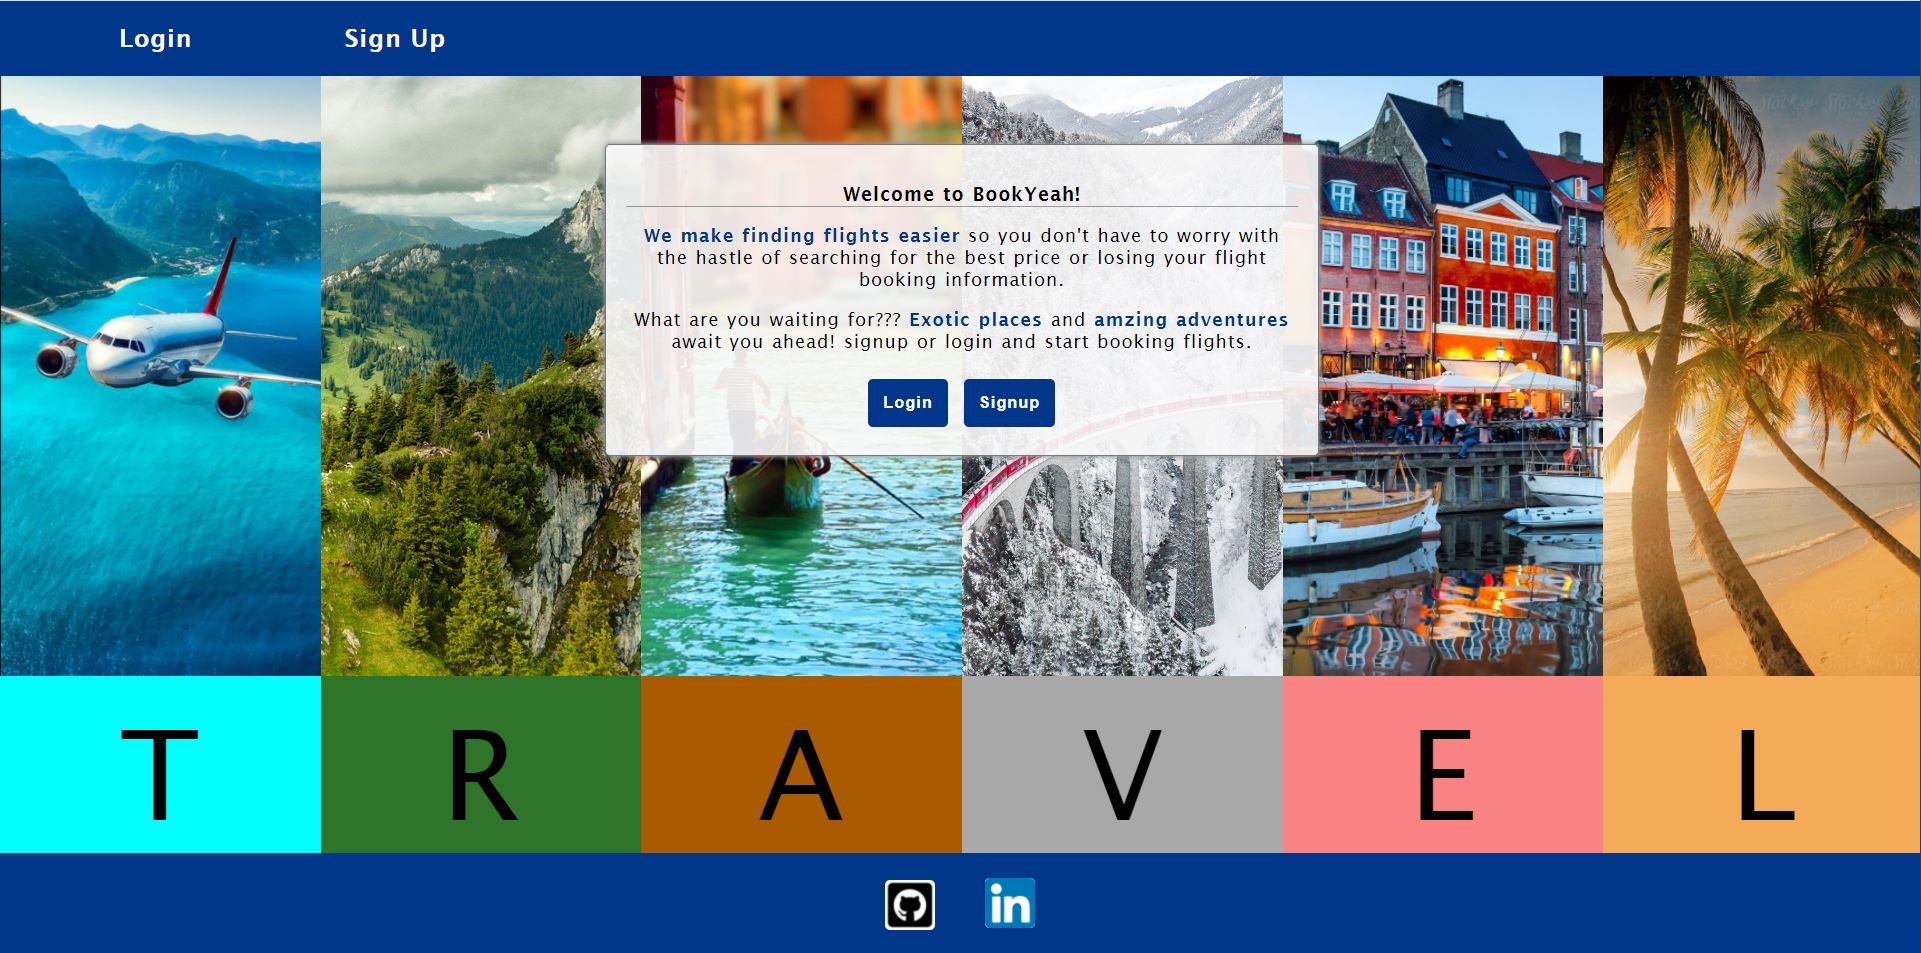 Login Sign Up
Welcome to BookYeah!
We make finding flights easier so you don't have to worry with
the hastle of searching for the best price or losing your flight
booking information.
What are you waiting for??? Exotic places and amzing adventures
await you ahead! signup or login and start booking flights.
Login Signup
T R A V E L
in